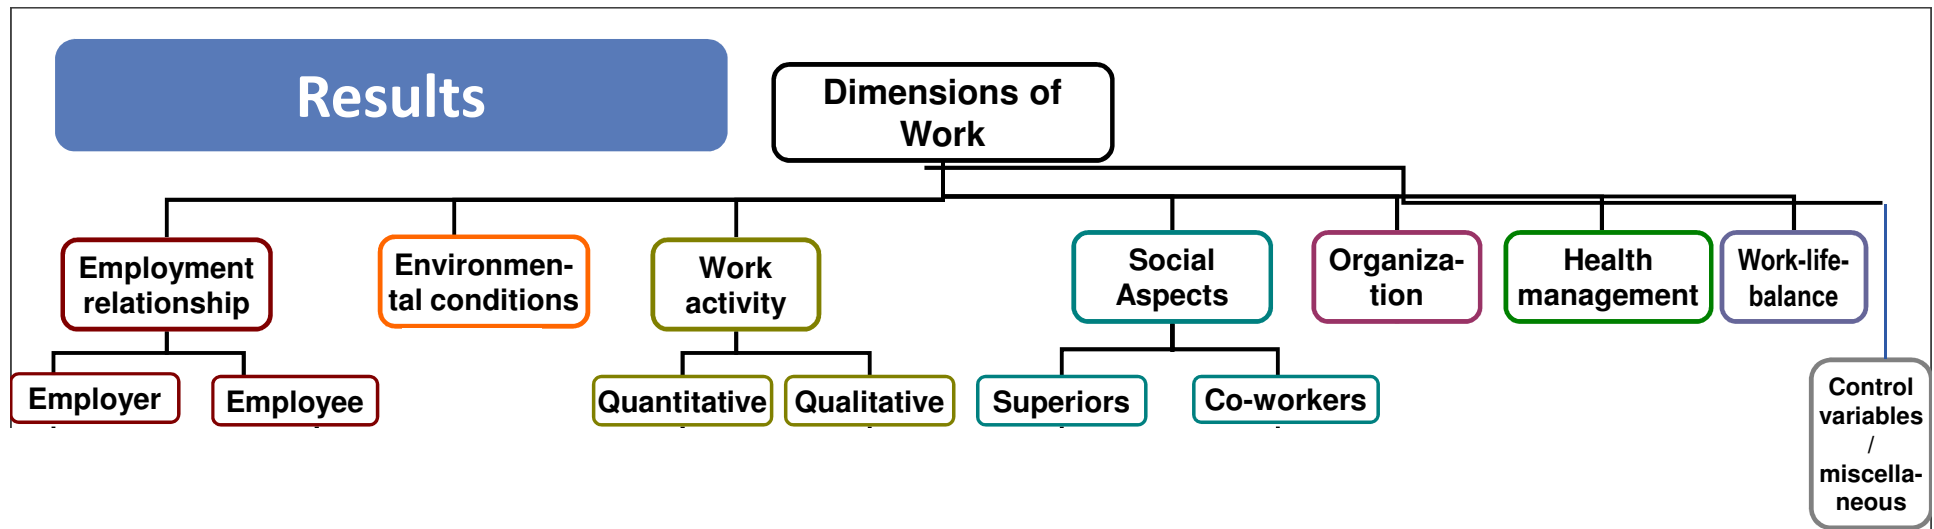 Results
Dimensions of
Work
Employment
relationship
Environmen-
tal conditions
Work
activity
Social
Aspects
Organiza-
tion
Health
management
Work-life-
balance
Employer
Employee
Quantitative
Qualitative
Superiors
Co-workers
Control
variables
/
miscella-
neous